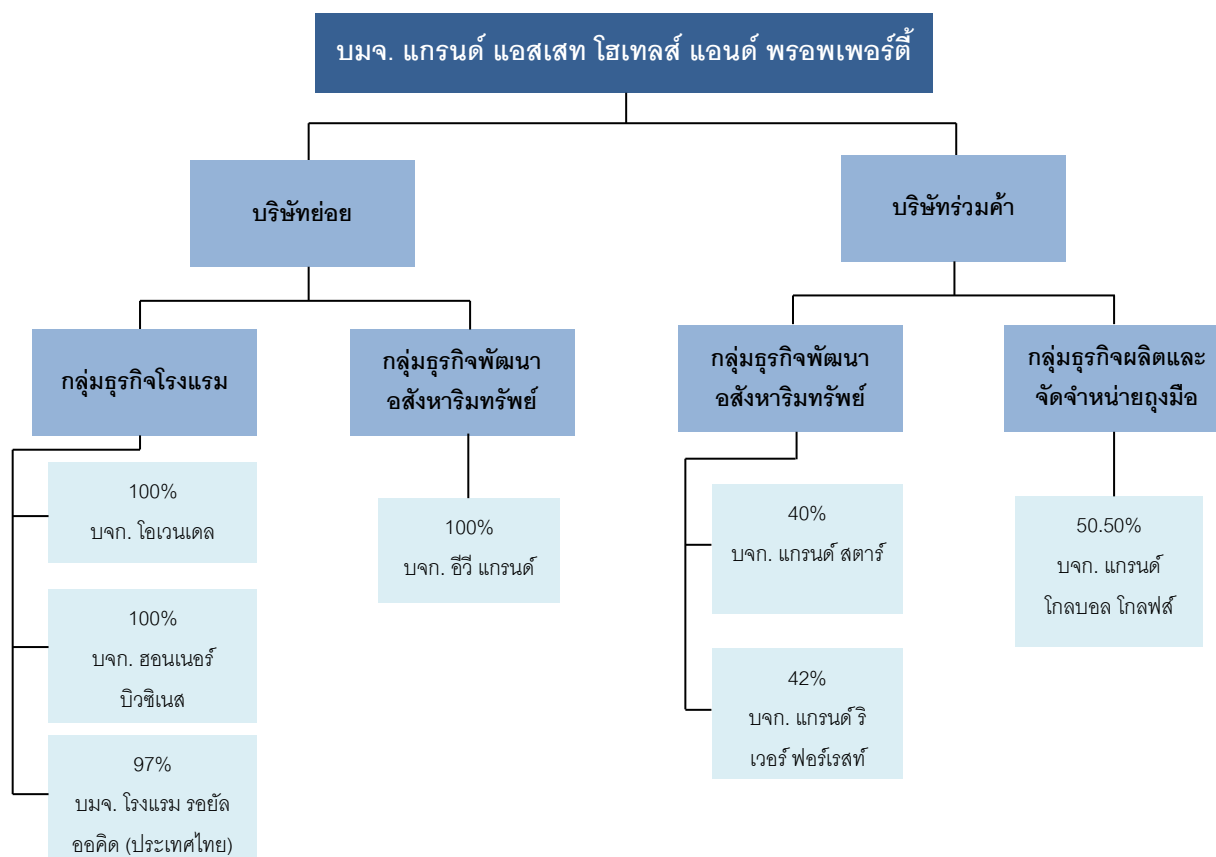 บมจ. แกรนด์ แอสเสท โฮเทลส์ แอนด์ พรอพเพอร์ตี้
บริษัทย่อย
บริษัทร่วมค้า
กลุ่มธุรกิจโรงแรม
กลุ่มธุรกิจพัฒนา
อสังหาริมทรัพย์
กลุ่มธุรกิจพัฒนา
อสังหาริมทรัพย์
กลุ่มธุรกิจผลิตและ
จัดจำหน่ายถุงมือ
100%
บจก. โอเวนเดล
100%
บจก. ฮอนเนอร์
บิวซิเนส
97%
บมจ. โรงแรม รอยัล
ออคิด (ประเทศไทย)
100%
บจก. อีวี แกรนด์
40%
บจก. แกรนด์ สตาร์
42%
บจก. แกรนด์ ริ
เวอร์ ฟอร์เรสท์
50.50%
บจก. แกรนด์
โกลบอล โกลฟส์